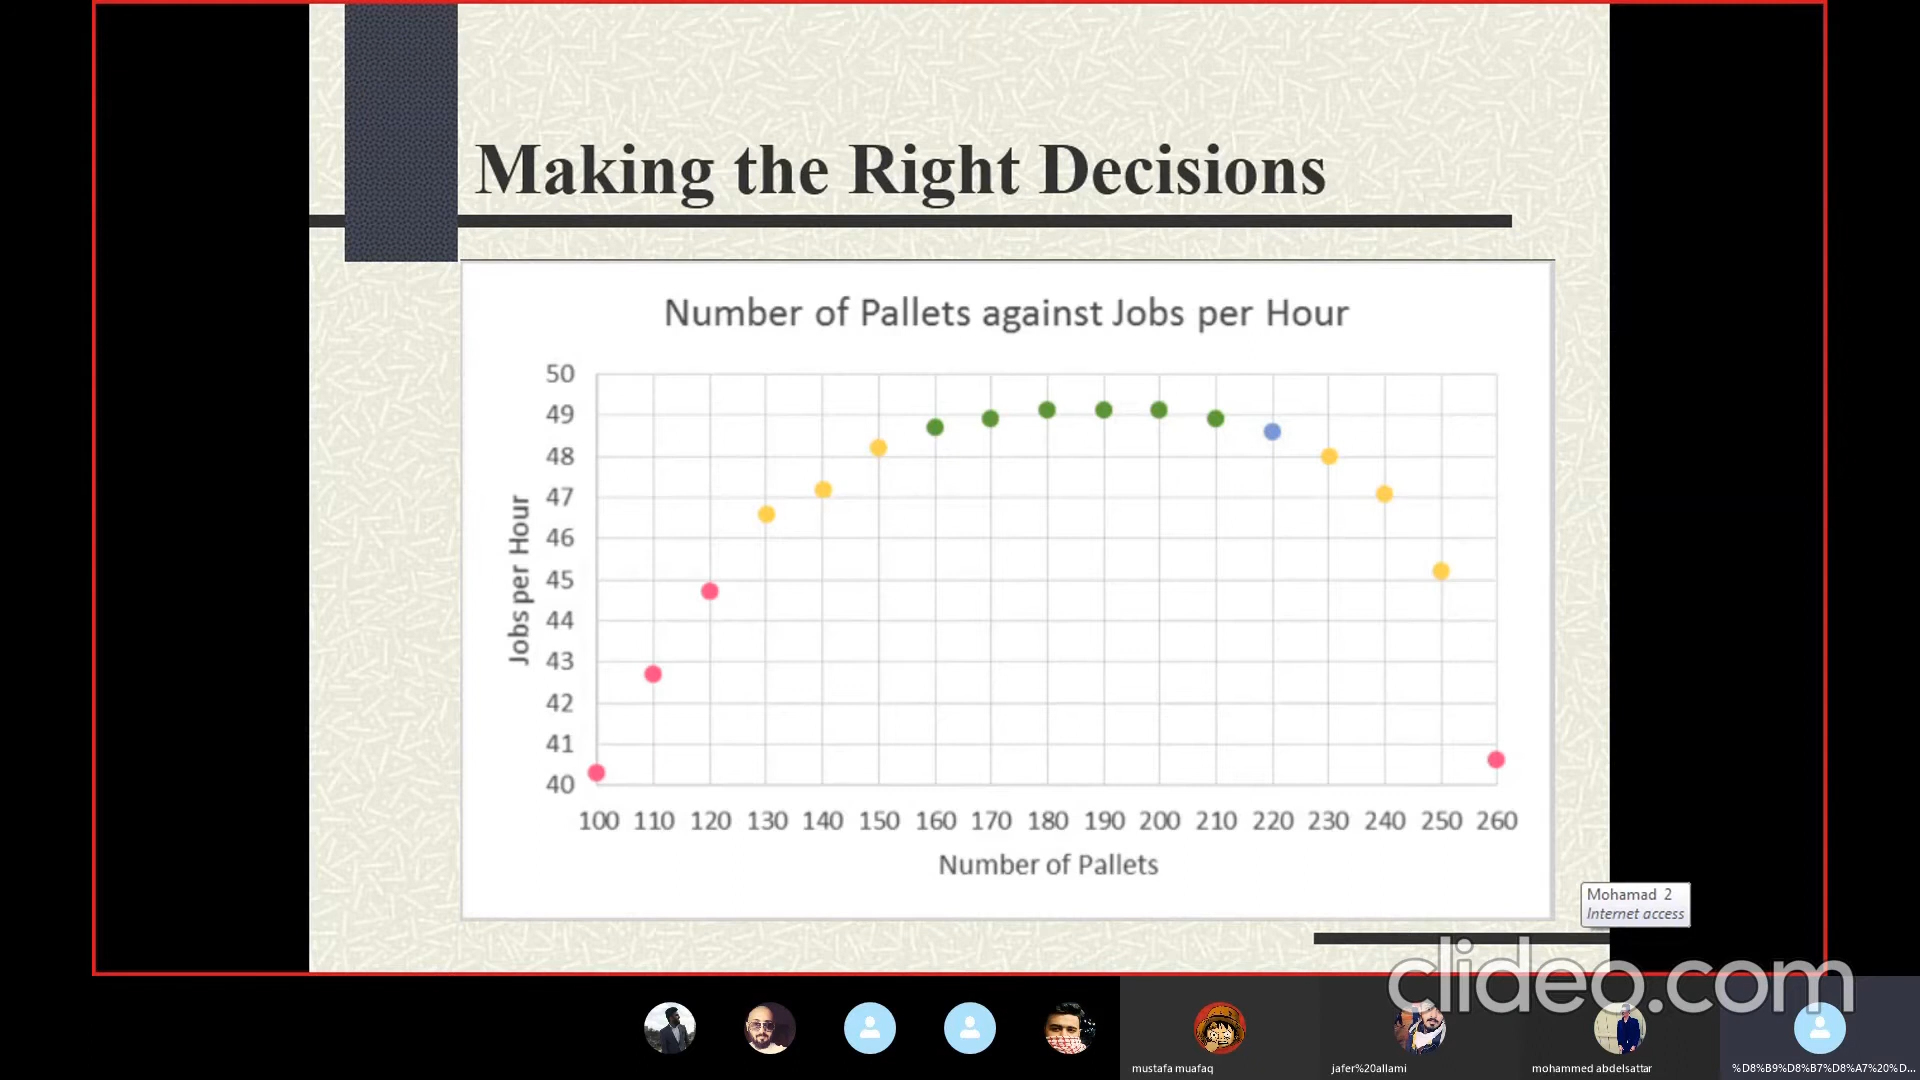 Making the Right Decisions
Number of Pallets against Jobs per Hour
50
49
48
47
46
45
44
43
42
41
40
Jobs per Hour
100 110 120 130 140 150 160 170 180 190 200 210 220 230 240 250 260
Number of Pallets
Mohamad 2
Internet access
clideo.com
mustafa muafaq
jafer%20allami
mohammed abdelsattar
%D8%B9%D8%B7%D8%A7%20%D...